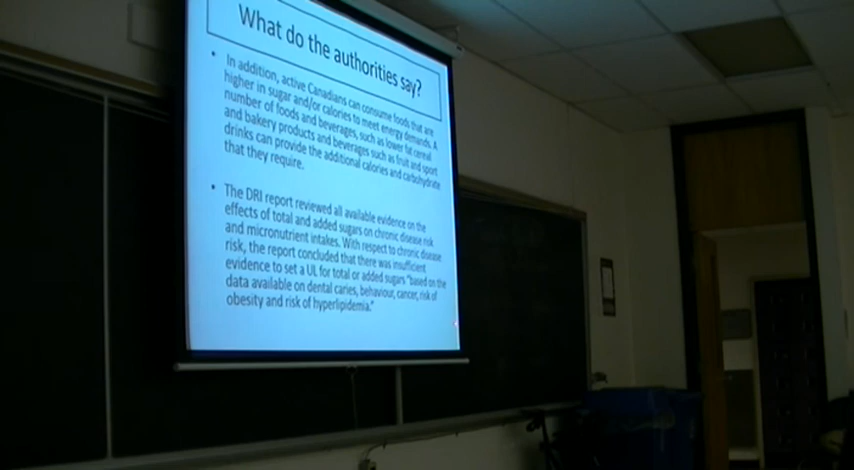 What do the authorities say?
• In addition, active Canadians can consume foods that are
higher in sugar and/or calories to meet energy demands. A
number of foods and beverages, such as lower fat cereal
and bakery products and beverages such as fruit and sport
drinks can provide the additional calories and carbohydrate
that they require.
• The DRI report reviewed all available evidence on the
effects of total and added sugars on chronic disease risk
and micronutrient intakes. With respect to chronic disease
risk, the report concluded that there was insufficient
evidence to set a UL for total or added sugars "based on the
data available on dental caries, behaviour, cancer, risk of
obesity and risk of hyperlipidemia."